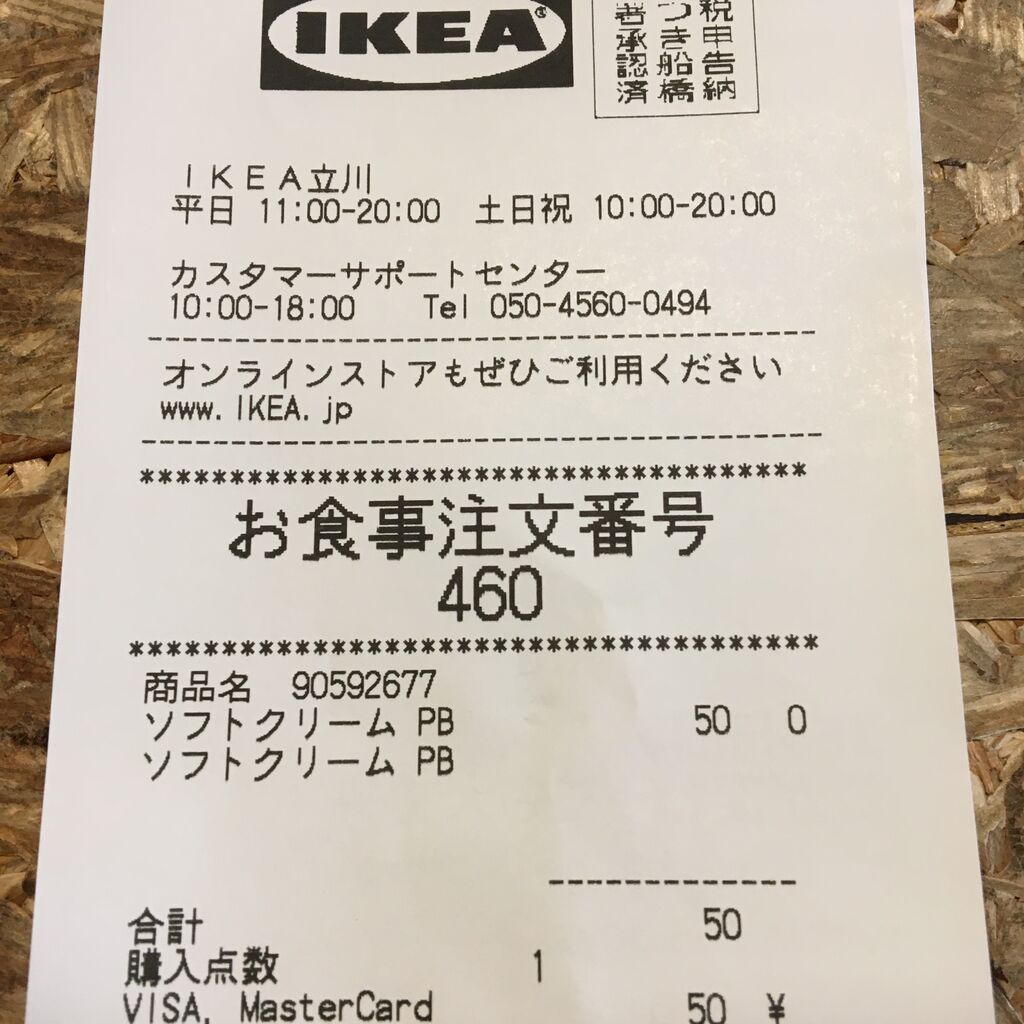 IKEA®
税申告納
つき船橋
署承認済
IKEA立川
平日 11:00-20:00 土日祝 10:00-20:00
カスタマーサポートセンター
10:00-18:00 Tel 050-4560-0494
--------------------------------------
オンラインストアもぜひご利用ください
www.IKEA.jp
--------------------------------------
**************************************
お食事注文番号
460
**************************************
商品名 90592677
ソフトクリーム PB 50 0
ソフトクリーム PB
-------------
合計 50
購入点数 1
VISA, MasterCard 50 ¥